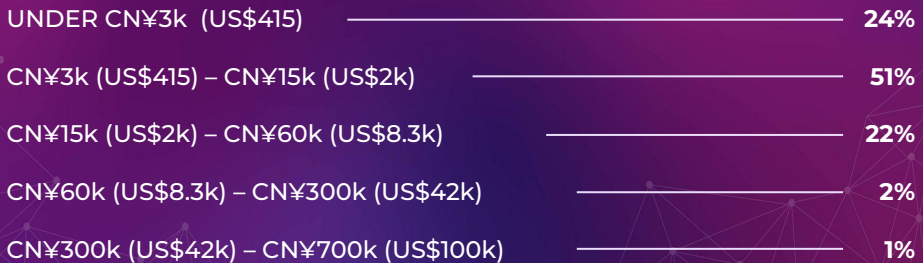 UNDER CN¥3k (US$415) 24%
CN¥3k (US$415) – CN¥15k (US$2k) 51%
CN¥15k (US$2k) – CN¥60k (US$8.3k) 22%
CN¥60k (US$8.3k) – CN¥300k (US$42k) 2%
CN¥300k (US$42k) – CN¥700k (US$100k) 1%